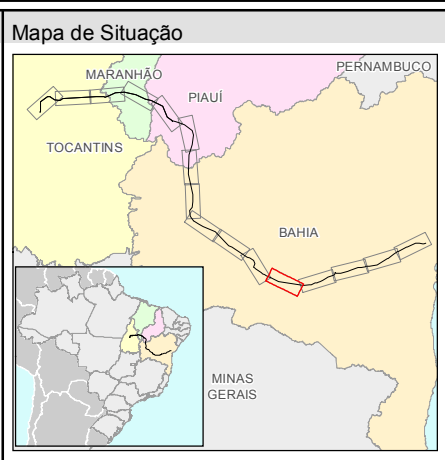 Mapa de Situação
PERNAMBUCO
MARANHÃO
PIAUÍ
TOCANTINS
BAHIA
MINAS
GERAIS